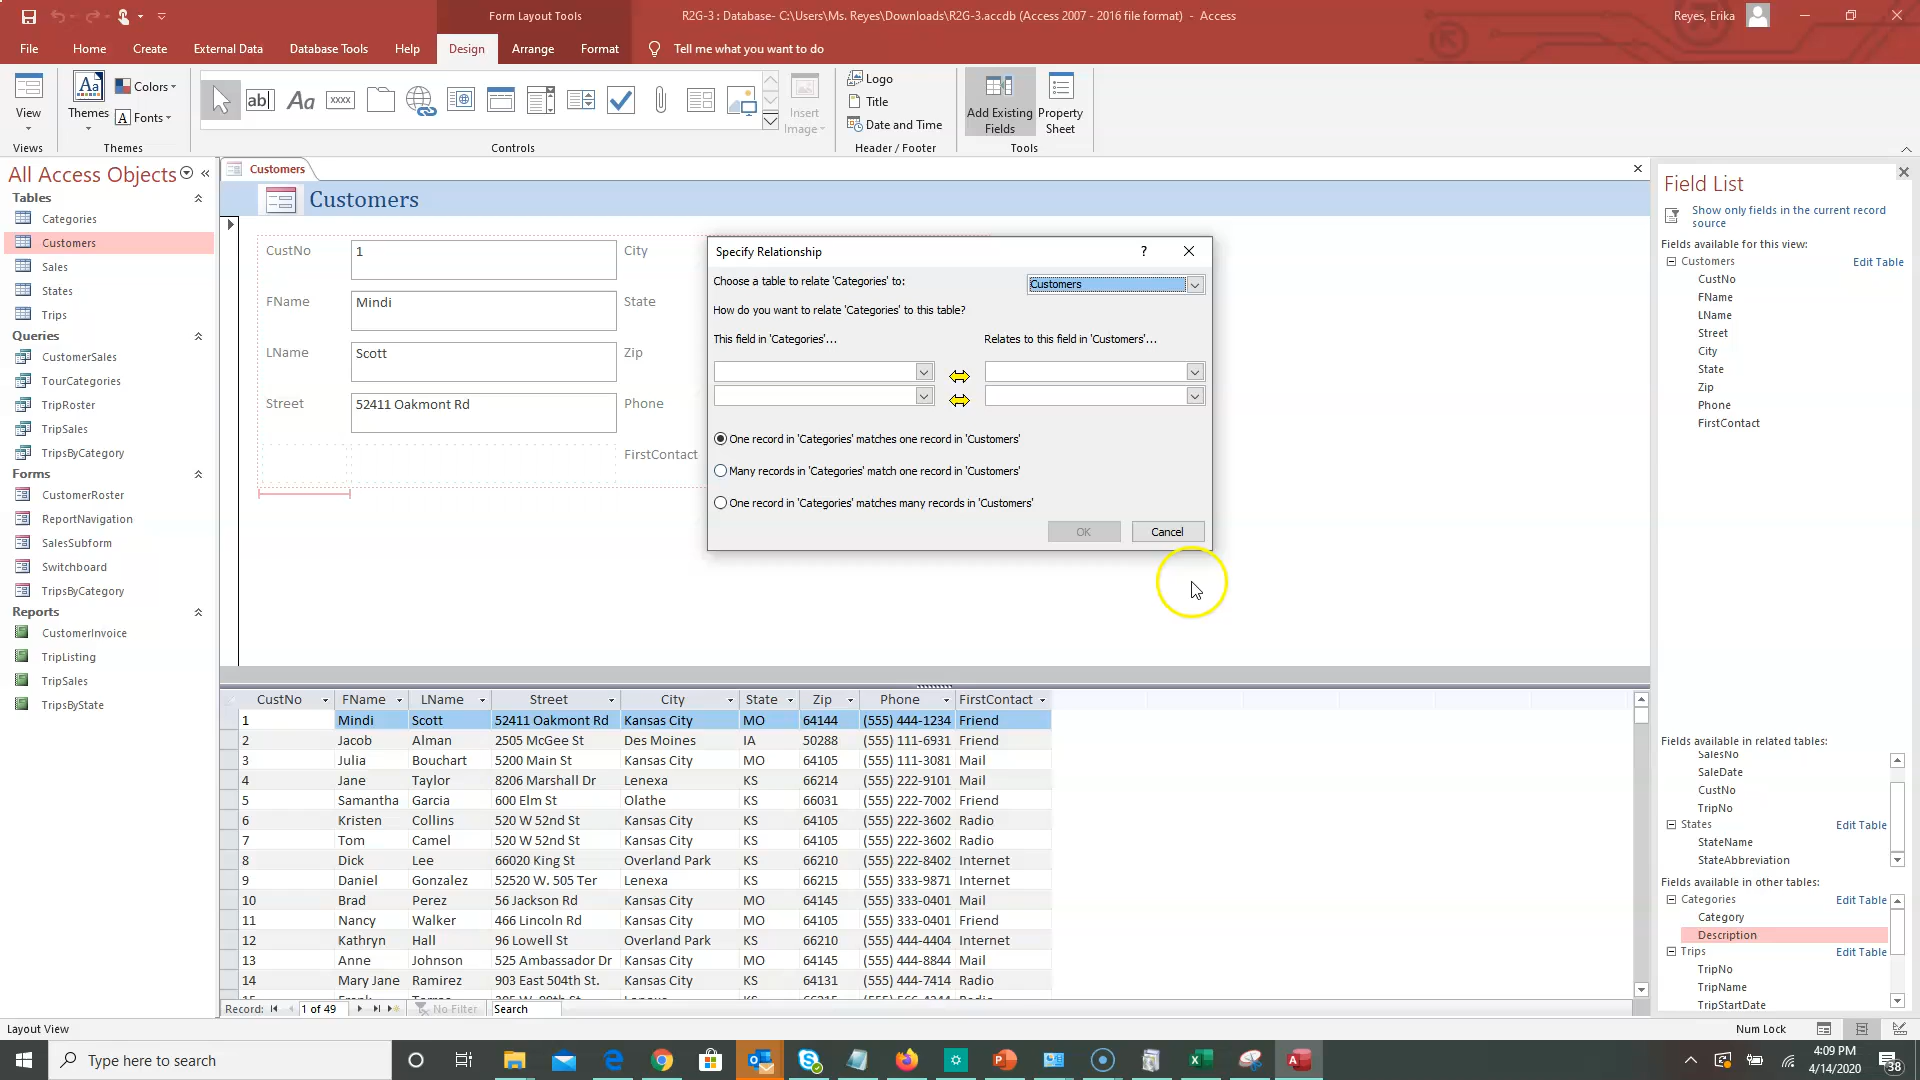 Form Layout Tools
R2G-3 : Database- C:\Users\Ms. Reyes\Downloads\R2G-3.accdb (Access 2007 - 2016 file format) - Access
Reyes, Erika
File Home Create External Data Database Tools Help Design Arrange Format Tell me what you want to do
View
Views
Themes
Colors
Fonts
Themes
ab|
Aa
xxxx
Insert Image
Controls
Logo
Title
Date and Time
Header / Footer
Add Existing Fields
Property Sheet
Tools
All Access Objects
Tables
Categories
Customers
Sales
States
Trips
Queries
CustomerSales
TourCategories
TripRoster
TripSales
TripsByCategory
Forms
CustomerRoster
ReportNavigation
SalesSubform
Switchboard
TripsByCategory
Reports
CustomerInvoice
TripListing
TripSales
TripsByState
Customers
Customers
CustNo 1 City
FName Mindi State
LName Scott Zip
Street 52411 Oakmont Rd Phone
FirstContact
Specify Relationship ?
Choose a table to relate 'Categories' to: Customers
How do you want to relate 'Categories' to this table?
This field in 'Categories'... Relates to this field in 'Customers'...
One record in 'Categories' matches one record in 'Customers'
Many records in 'Categories' match one record in 'Customers'
One record in 'Categories' matches many records in 'Customers'
OK Cancel
CustNo FName LName Street City State Zip Phone FirstContact
1 Mindi Scott 52411 Oakmont Rd Kansas City MO 64144 (555) 444-1234 Friend
2 Jacob Alman 2505 McGee St Des Moines IA 50288 (555) 111-6931 Friend
3 Julia Bouchart 5200 Main St Kansas City MO 64105 (555) 111-3081 Mail
4 Jane Taylor 8206 Marshall Dr Lenexa KS 66214 (555) 222-9101 Mail
5 Samantha Garcia 600 Elm St Olathe KS 66031 (555) 222-7002 Friend
6 Kristen Collins 520 W 52nd St Kansas City KS 64105 (555) 222-3602 Radio
7 Tom Camel 520 W 52nd St Kansas City KS 64105 (555) 222-3602 Radio
8 Dick Lee 66020 King St Overland Park KS 66210 (555) 222-8402 Internet
9 Daniel Gonzalez 52520 W. 505 Ter Lenexa KS 66215 (555) 333-9871 Internet
10 Brad Perez 56 Jackson Rd Kansas City MO 64145 (555) 333-0401 Mail
11 Nancy Walker 466 Lincoln Rd Kansas City MO 64105 (555) 333-0401 Friend
12 Kathryn Hall 96 Lowell St Overland Park KS 66210 (555) 444-4404 Internet
13 Anne Johnson 525 Ambassador Dr Kansas City MO 64145 (555) 444-8844 Mail
14 Mary Jane Ramirez 903 East 504th St. Kansas City KS 64131 (555) 444-7414 Radio
Record: 1 of 49 No Filter Search
Field List
Show only fields in the current record source
Fields available for this view:
Customers Edit Table
CustNo
FName
LName
Street
City
State
Zip
Phone
FirstContact
Fields available in related tables:
SalesNo
SaleDate
CustNo
TripNo
States Edit Table
StateName
StateAbbreviation
Fields available in other tables:
Categories Edit Table
Category
Description
Trips Edit Table
TripNo
TripName
TripStartDate
Layout View
Num Lock
Type here to search
4:09 PM
4/14/2020
38